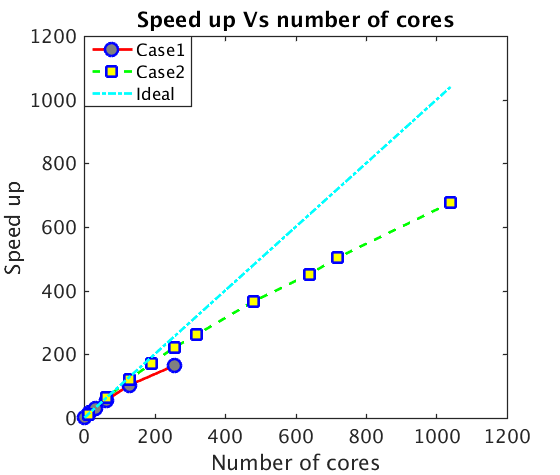 Speed up Vs number of cores
1200
1000
800
600
400
200
0
Case1
Case2
Ideal
Speed up
0 200 400 600 800 1000 1200
Number of cores